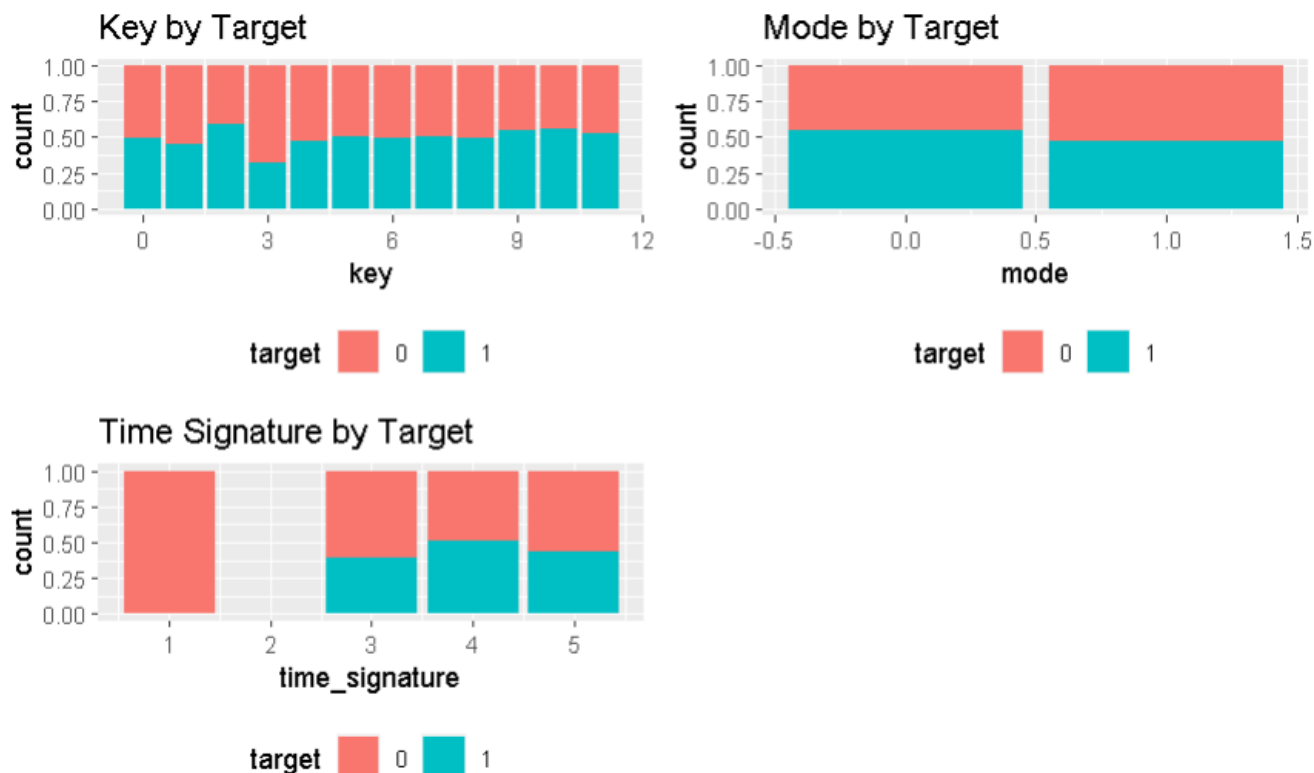 Key by Target
1.00
0.75
0.50
0.25
0.00
count
0 3 6 9 12
key
target 0 1
Mode by Target
1.00
0.75
0.50
0.25
0.00
count
-0.5 0.0 0.5 1.0 1.5
mode
target 0 1
Time Signature by Target
1.00
0.75
0.50
0.25
0.00
count
1 2 3 4 5
time_signature
target 0 1